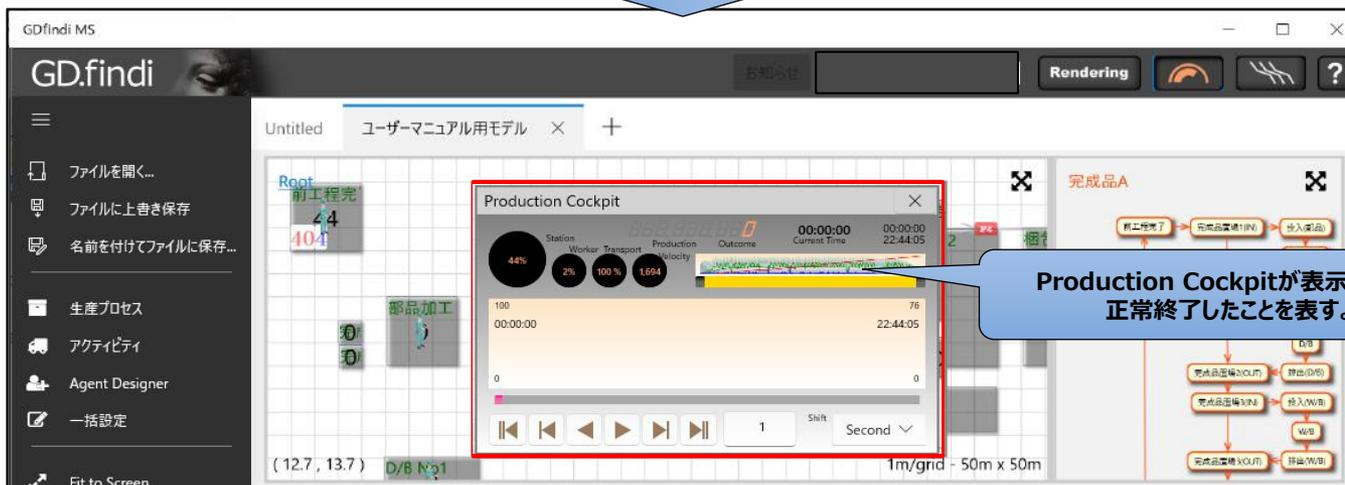 GDfindi MS
GD.findi
お知らせ
Rendering
?
Untitled
ユーザーマニュアル用モデル
ファイルを開く...
ファイルに上書き保存
名前を付けてファイルに保存...
生産プロセス
アクティビティ
Agent Designer
一括設定
Fit to Screen
Root
前工程完
44
404
部品加工
0
0
D/B No1
( 12.7 , 13.7 )
1m/grid - 50m x 50m
2
Production Cockpit
Station
Worker
Transport
Production Velocity
Outcome
0
Current Time
00:00:00
00:00:00
22:44:05
44%
2%
100 %
1,694
100
76
00:00:00
22:44:05
0
0
1
Shift
Second
Production Cockpitが表示
正常終了したことを表す。
完成品A
前工程完了
完成品置場1(IN)
投入(部品)
D/B
完成品置場2(OUT)
排出(D/B)
完成品置場3(IN)
投入(W/B)
W/B
完成品置場3(OUT)
排出(W/B)